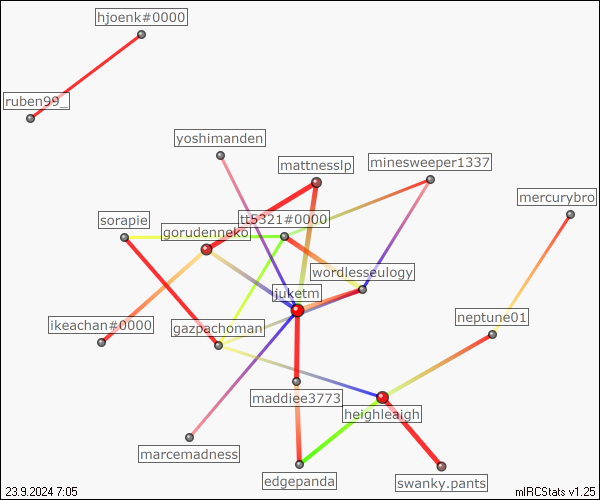 hjoenk#0000
ruben99_
yoshimanden
mattnesslp
minesweeper1337
mercurybro
sorapie
gorudenneko
tt5321#0000
wordlesseulogy
juketm
ikeachan#0000
gazpachoman
neptune01
maddiee3773
heighleaigh
marcemadness
edgepanda
swanky.pants
23.9.2024 7:05
mIRCStats v1.25